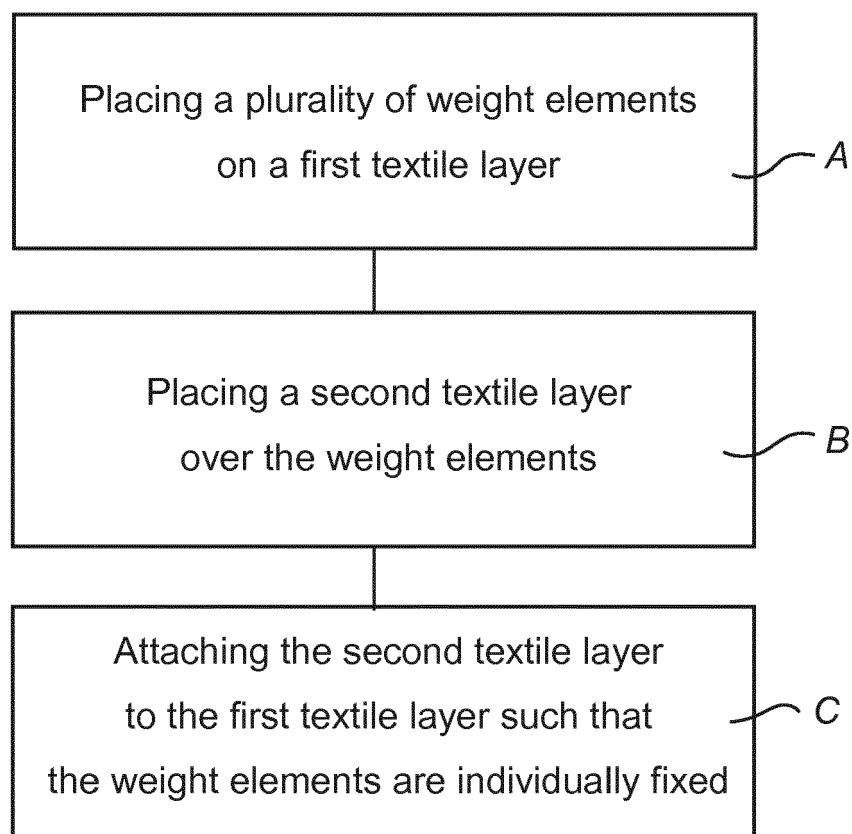 Placing a plurality of weight elements
on a first textile layer
A
Placing a second textile layer
over the weight elements
B
Attaching the second textile layer
to the first textile layer such that
the weight elements are individually fixed
C